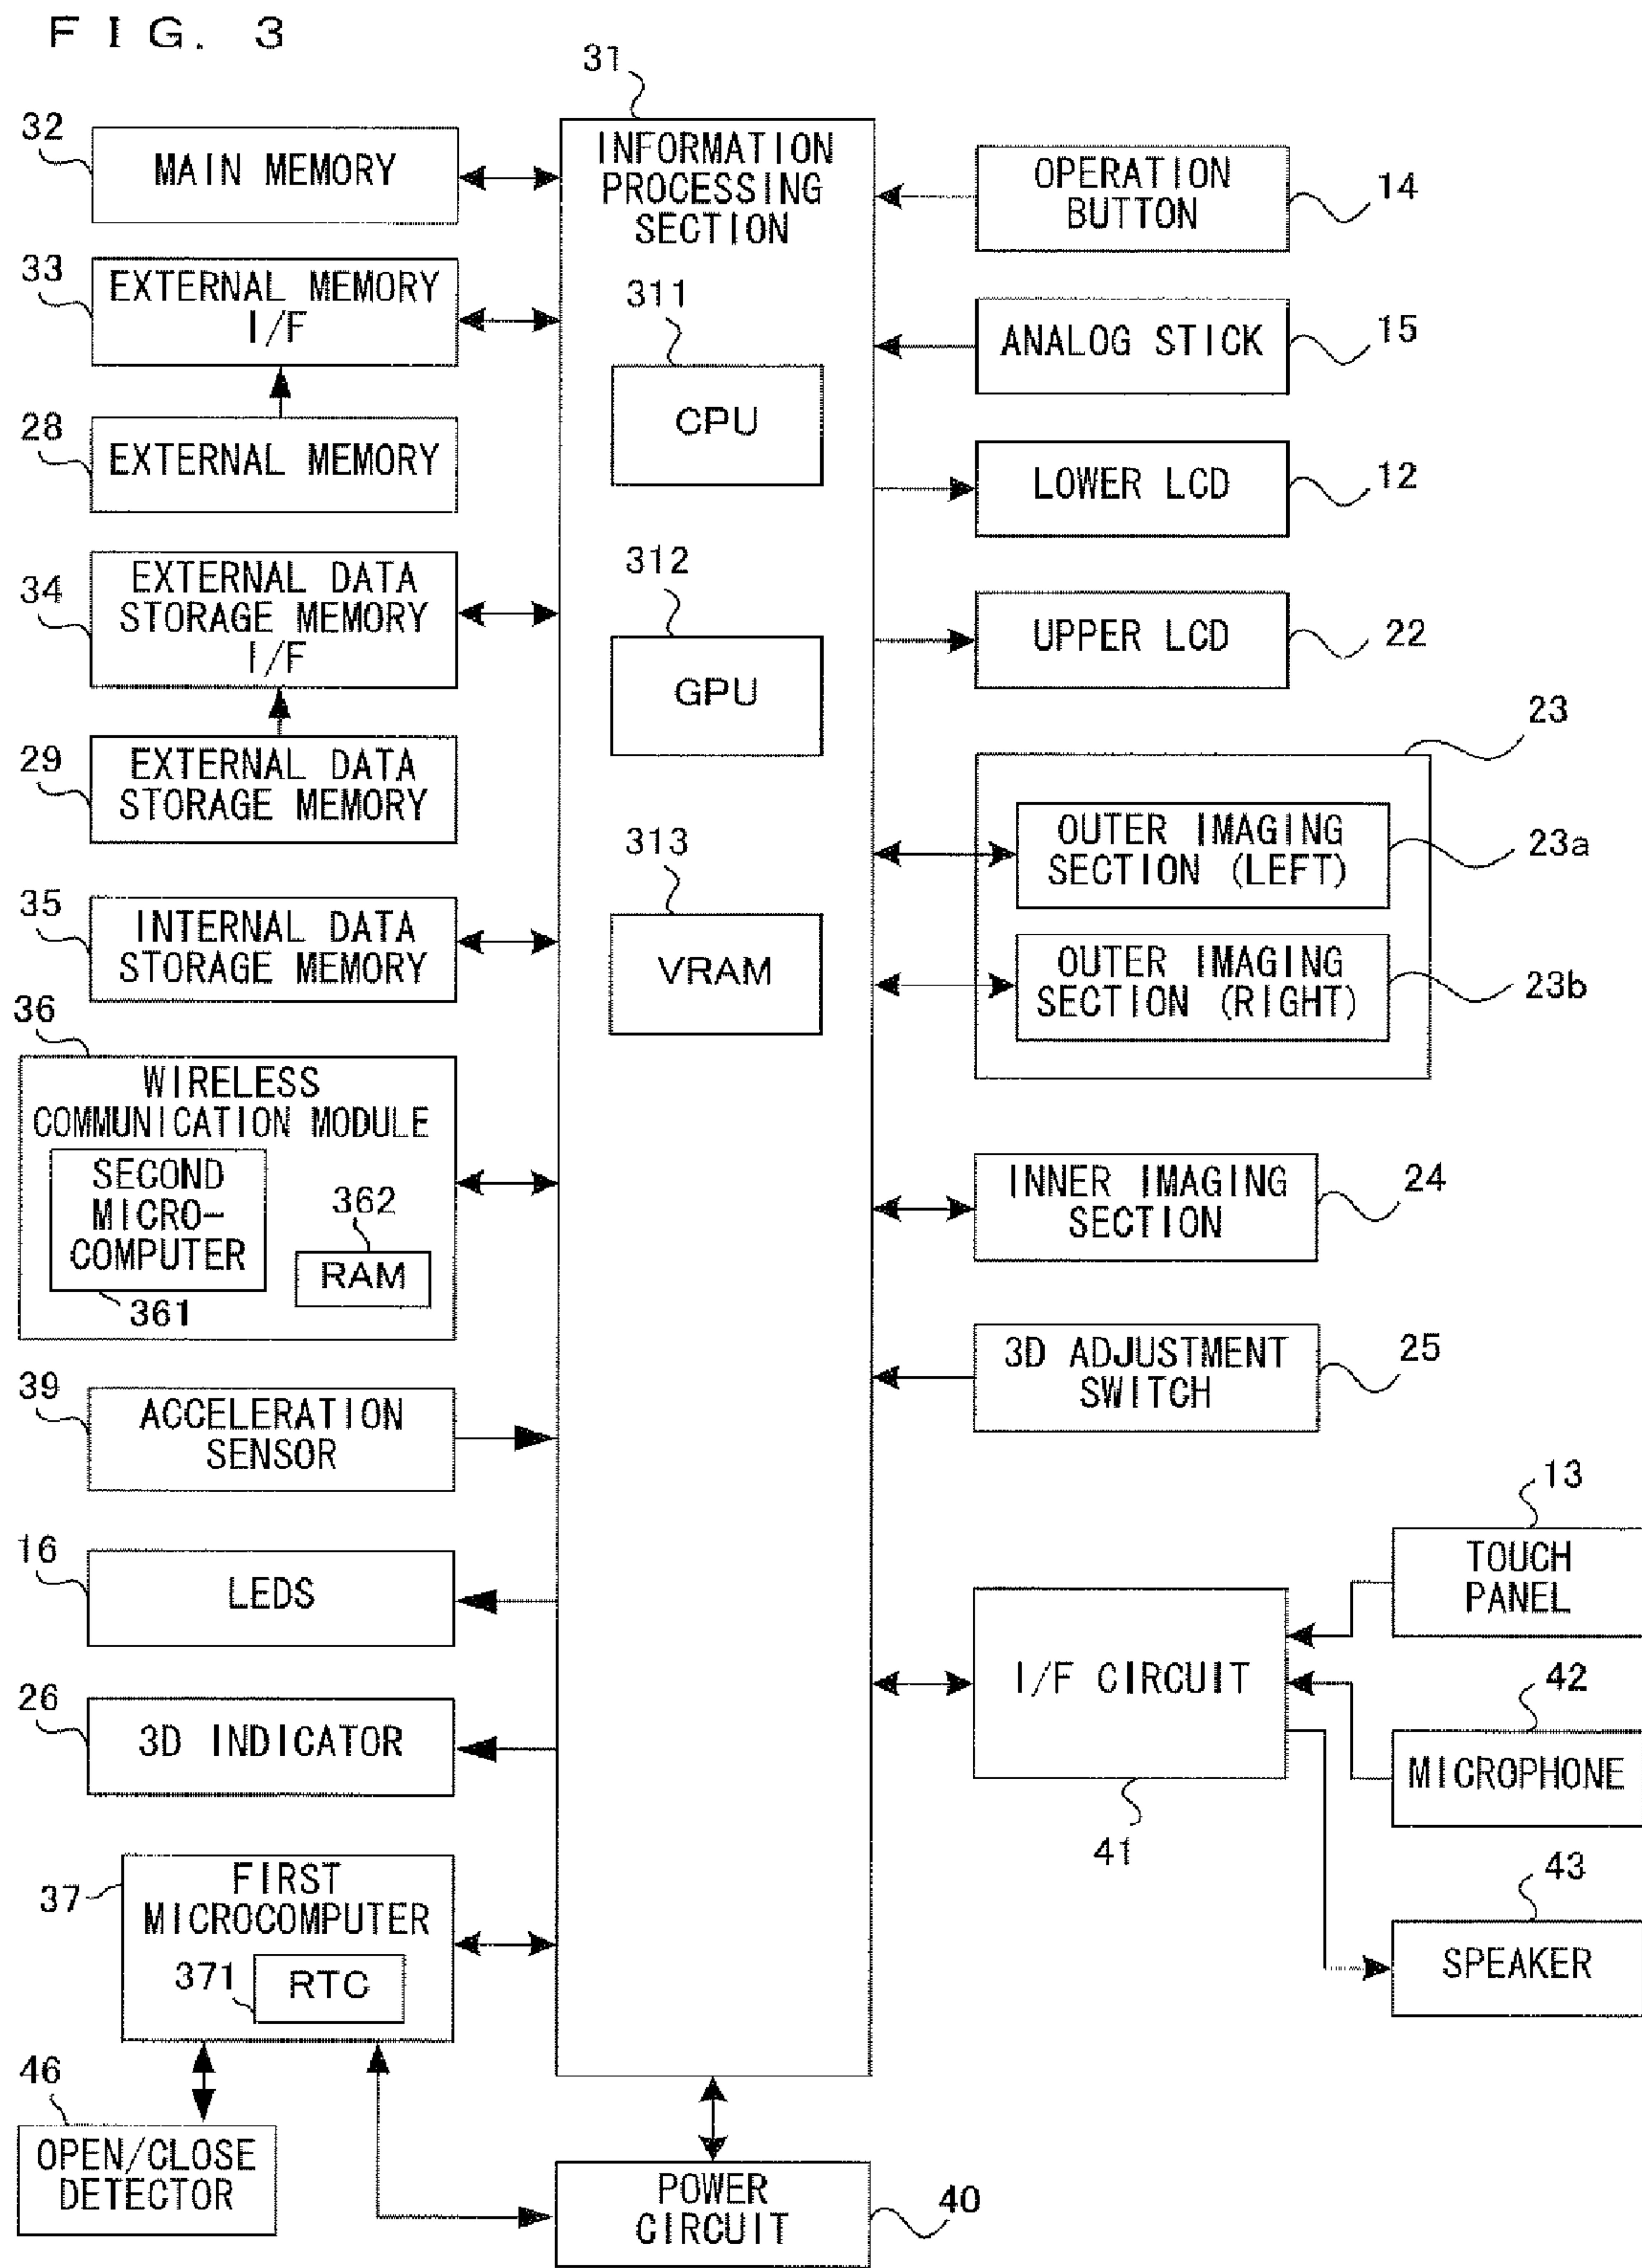 FIG. 3
31
INFORMATION
PROCESSING
SECTION
311
CPU
312
GPU
313
VRAM
32
MAIN MEMORY
33
EXTERNAL MEMORY
I/F
28
EXTERNAL MEMORY
34
EXTERNAL DATA
STORAGE MEMORY
I/F
29
EXTERNAL DATA
STORAGE MEMORY
35
INTERNAL DATA
STORAGE MEMORY
36
WIRELESS
COMMUNICATION MODULE
SECOND
MICRO-
COMPUTER
361
362
RAM
39
ACCELERATION
SENSOR
16
LEDS
26
3D INDICATOR
37
FIRST
MICROCOMPUTER
371
RTC
46
OPEN/CLOSE
DETECTOR
POWER
CIRCUIT
40
OPERATION
BUTTON
14
ANALOG STICK
15
LOWER LCD
12
UPPER LCD
22
23
OUTER IMAGING
SECTION (LEFT)
23a
OUTER IMAGING
SECTION (RIGHT)
23b
INNER IMAGING
SECTION
24
3D ADJUSTMENT
SWITCH
25
I/F CIRCUIT
41
13
TOUCH
PANEL
42
MICROPHONE
43
SPEAKER